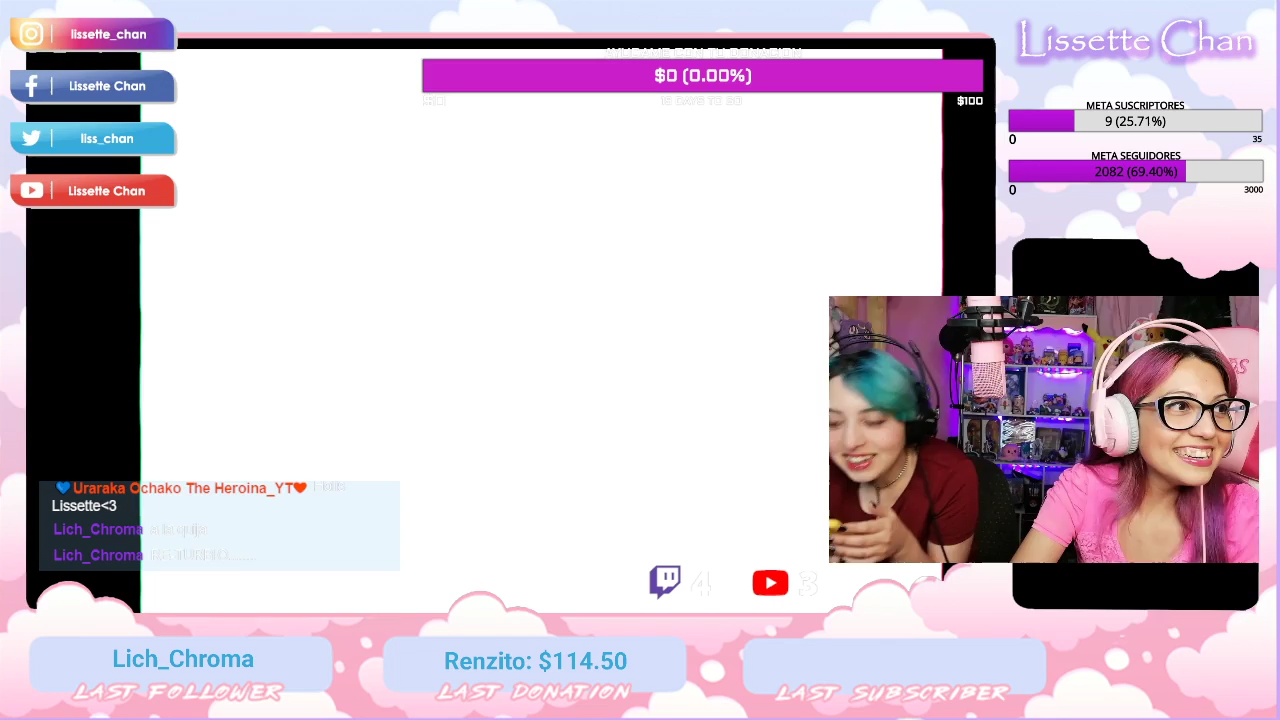 lissette_chan
Lissette Chan
liss_chan
Lissette Chan
Lissette Chan
$0 (0.00%)
$100
META SUSCRIPTORES
9 (25.71%)
0
35
META SEGUIDORES
2082 (69.40%)
0
3000
Uraraka Ochako The Heroina_YT
Lissette<3
Lich_Chroma
Lich_Chroma
4
3
Lich_Chroma
LAST FOLLOWER
Renzito: $114.50
LAST DONATION
LAST SUBSCRIBER